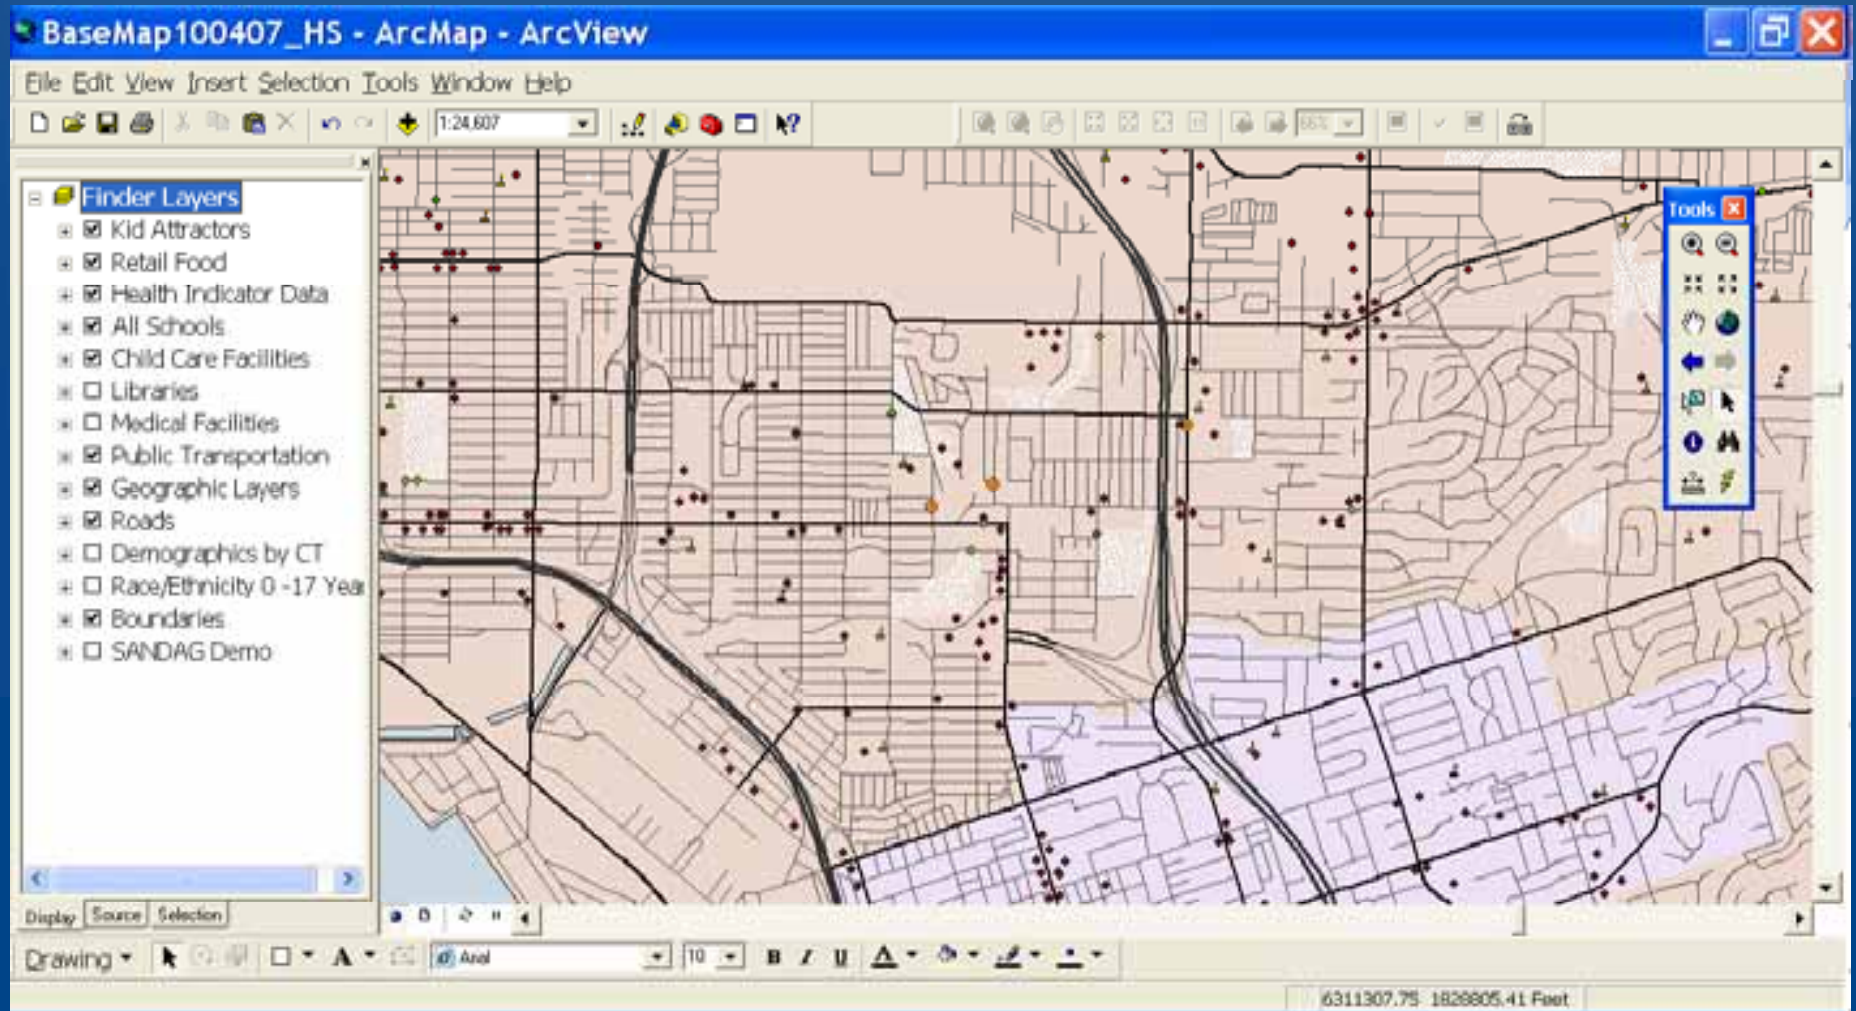 BaseMap100407_HS - ArcMap - ArcView
File Edit View Insert Selection Tools Window Help
1:24,607
66%
Finder Layers
Kid Attractors
Retail Food
Health Indicator Data
All Schools
Child Care Facilities
Libraries
Medical Facilities
Public Transportation
Geographic Layers
Roads
Demographics by CT
Race/Ethnicity 0 -17 Year
Boundaries
SANDAG Demo
Tools
Display Source Selection
Drawing A Arial 10 B I U A
6311307.75 1828805.41 Feet